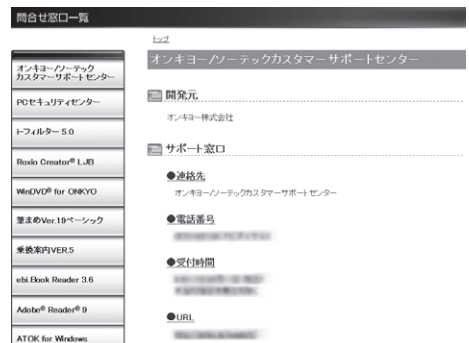 問合せ窓口一覧
トップ
オンキヨー/ソーテック
カスタマーサポートセンター
PCセキュリティセンター
i-フィルター 5.0
Roxio Creator® LJB
WinDVD® for ONKYO
筆まめVer.19ベーシック
乗換案内VER.5
ebi.Book Reader 3.6
Adobe® Reader® 9
ATOK for Windows
オンキヨー/ソーテックカスタマーサポートセンター
開発元
オンキヨー株式会社
サポート窓口
●連絡先
オンキヨー/ソーテックカスタマーサポートセンター
●電話番号
●受付時間
●URL